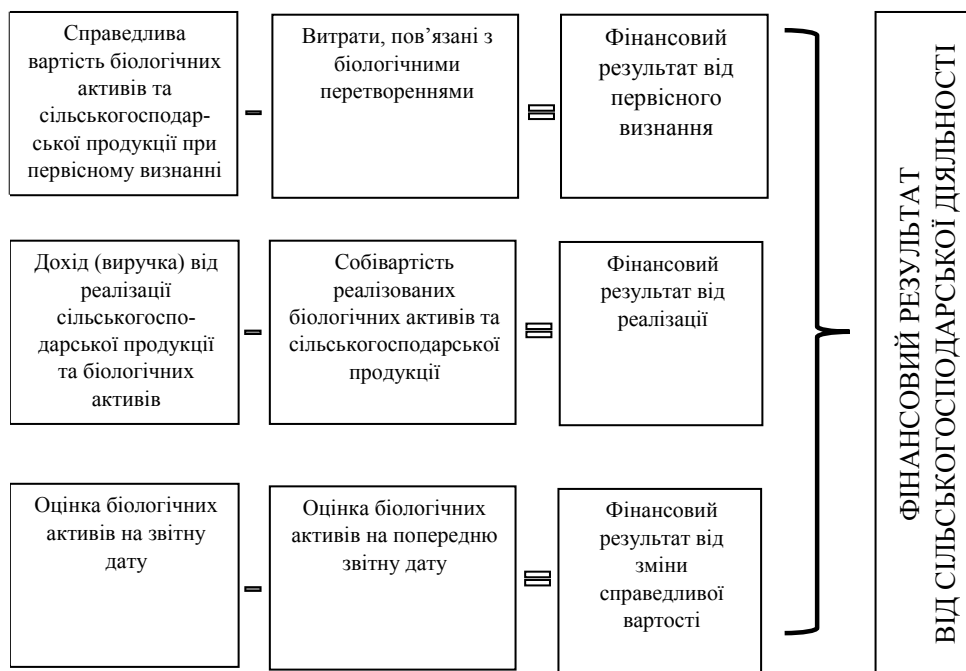 Справедлива
вартість біологічних
активів та
сільськогосподар-
ської продукції при
первісному визнанні
Витрати, пов’язані з
біологічними
перетвореннями
Фінансовий
результат від
первісного
визнання
Дохід (виручка) від
реалізації
сільськогоспо-
дарської продукції
та біологічних
активів
Собівартість
реалізованих
біологічних активів та
сільськогосподарської
продукції
Фінансовий
результат від
реалізації
Оцінка біологічних
активів на звітну
дату
Оцінка біологічних
активів на попередню
звітну дату
Фінансовий
результат від
зміни
справедливої
вартості
ФІНАНСОВИЙ РЕЗУЛЬТАТ
ВІД СІЛЬСЬКОГОСПОДАРСЬКОЇ ДІЯЛЬНОСТІ